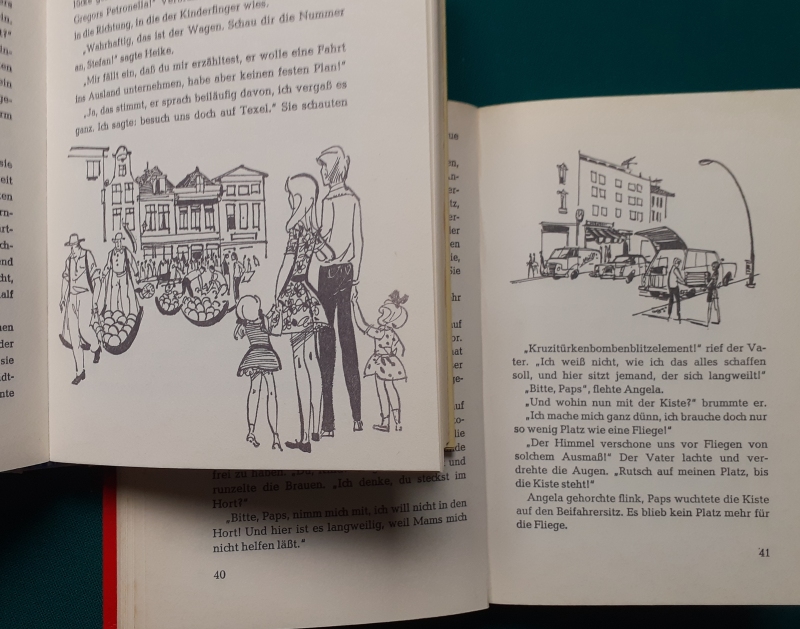 Gregors Petronella!"
in die Richtung, in die der Kinderfinger wies.
„Wahrhaftig, das ist der Wagen. Schau dir die Nummer
an, Stefan!" sagte Heike.
„Mir fällt ein, daß du mir erzähltest, er wolle eine Fahrt
ins Ausland unternehmen, habe aber keinen festen Plan!"
„Ja, das stimmt, er sprach beiläufig davon, ich vergaß es
ganz. Ich sagte: besuch uns doch auf Texel." Sie schauten
frei zu haben.
runzelte die Brauen. „Ich denke, du steckst im
Hort?"
„Bitte, Paps, nimm mich mit, ich will nicht in den
Hort! Und hier ist es langweilig, weil Mams mich
nicht helfen läßt."
40
„Kruzitürkenbombenblitzelement!" rief der Va-
ter. „Ich weiß nicht, wie ich das alles schaffen
soll, und hier sitzt jemand, der sich langweilt!"
„Bitte, Paps", flehte Angela.
„Und wohin nun mit der Kiste?" brummte er.
„Ich mache mich ganz dünn, ich brauche doch nur
so wenig Platz wie eine Fliege!"
„Der Himmel verschone uns vor Fliegen von
solchem Ausmaß!" Der Vater lachte und ver-
drehte die Augen. „Rutsch auf meinen Platz, bis
die Kiste steht!"
Angela gehorchte flink, Paps wuchtete die Kiste
auf den Beifahrersitz. Es blieb kein Platz mehr für
die Fliege.
41